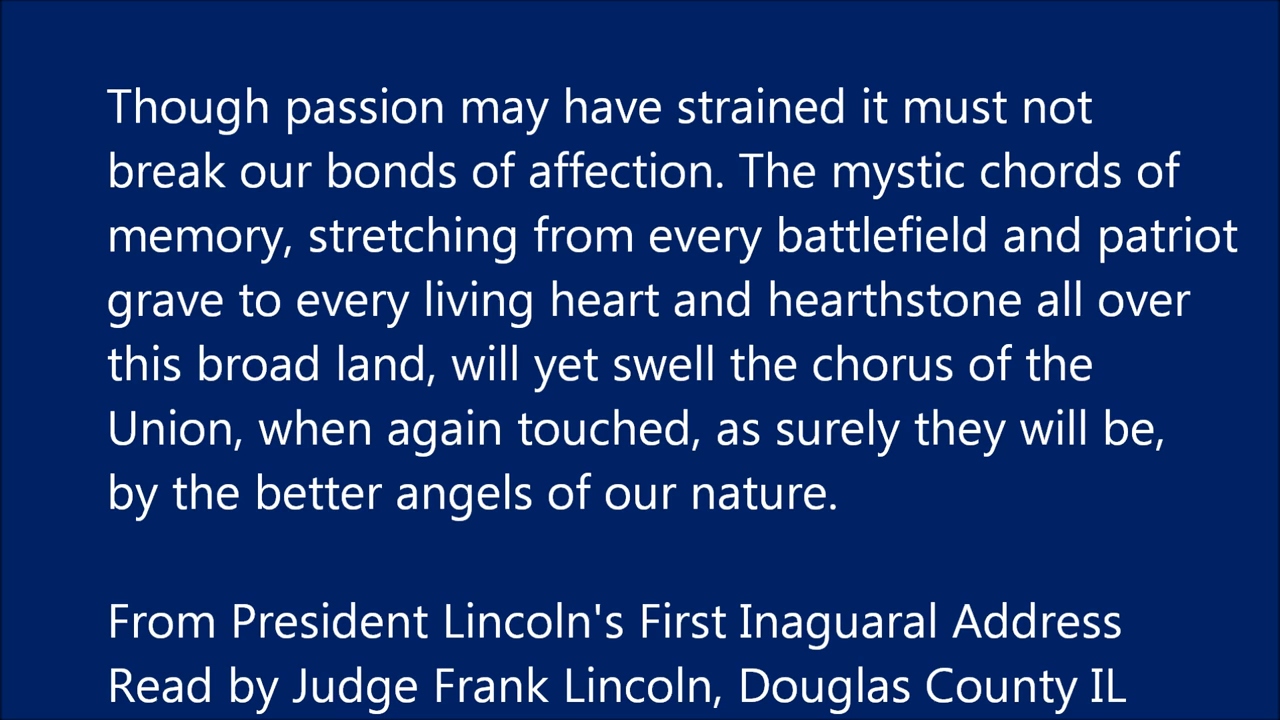 Though passion may have strained it must not
break our bonds of affection. The mystic chords of
memory, stretching from every battlefield and patriot
grave to every living heart and hearthstone all over
this broad land, will yet swell the chorus of the
Union, when again touched, as surely they will be,
by the better angels of our nature.
From President Lincoln's First Inaguaral Address
Read by Judge Frank Lincoln, Douglas County IL